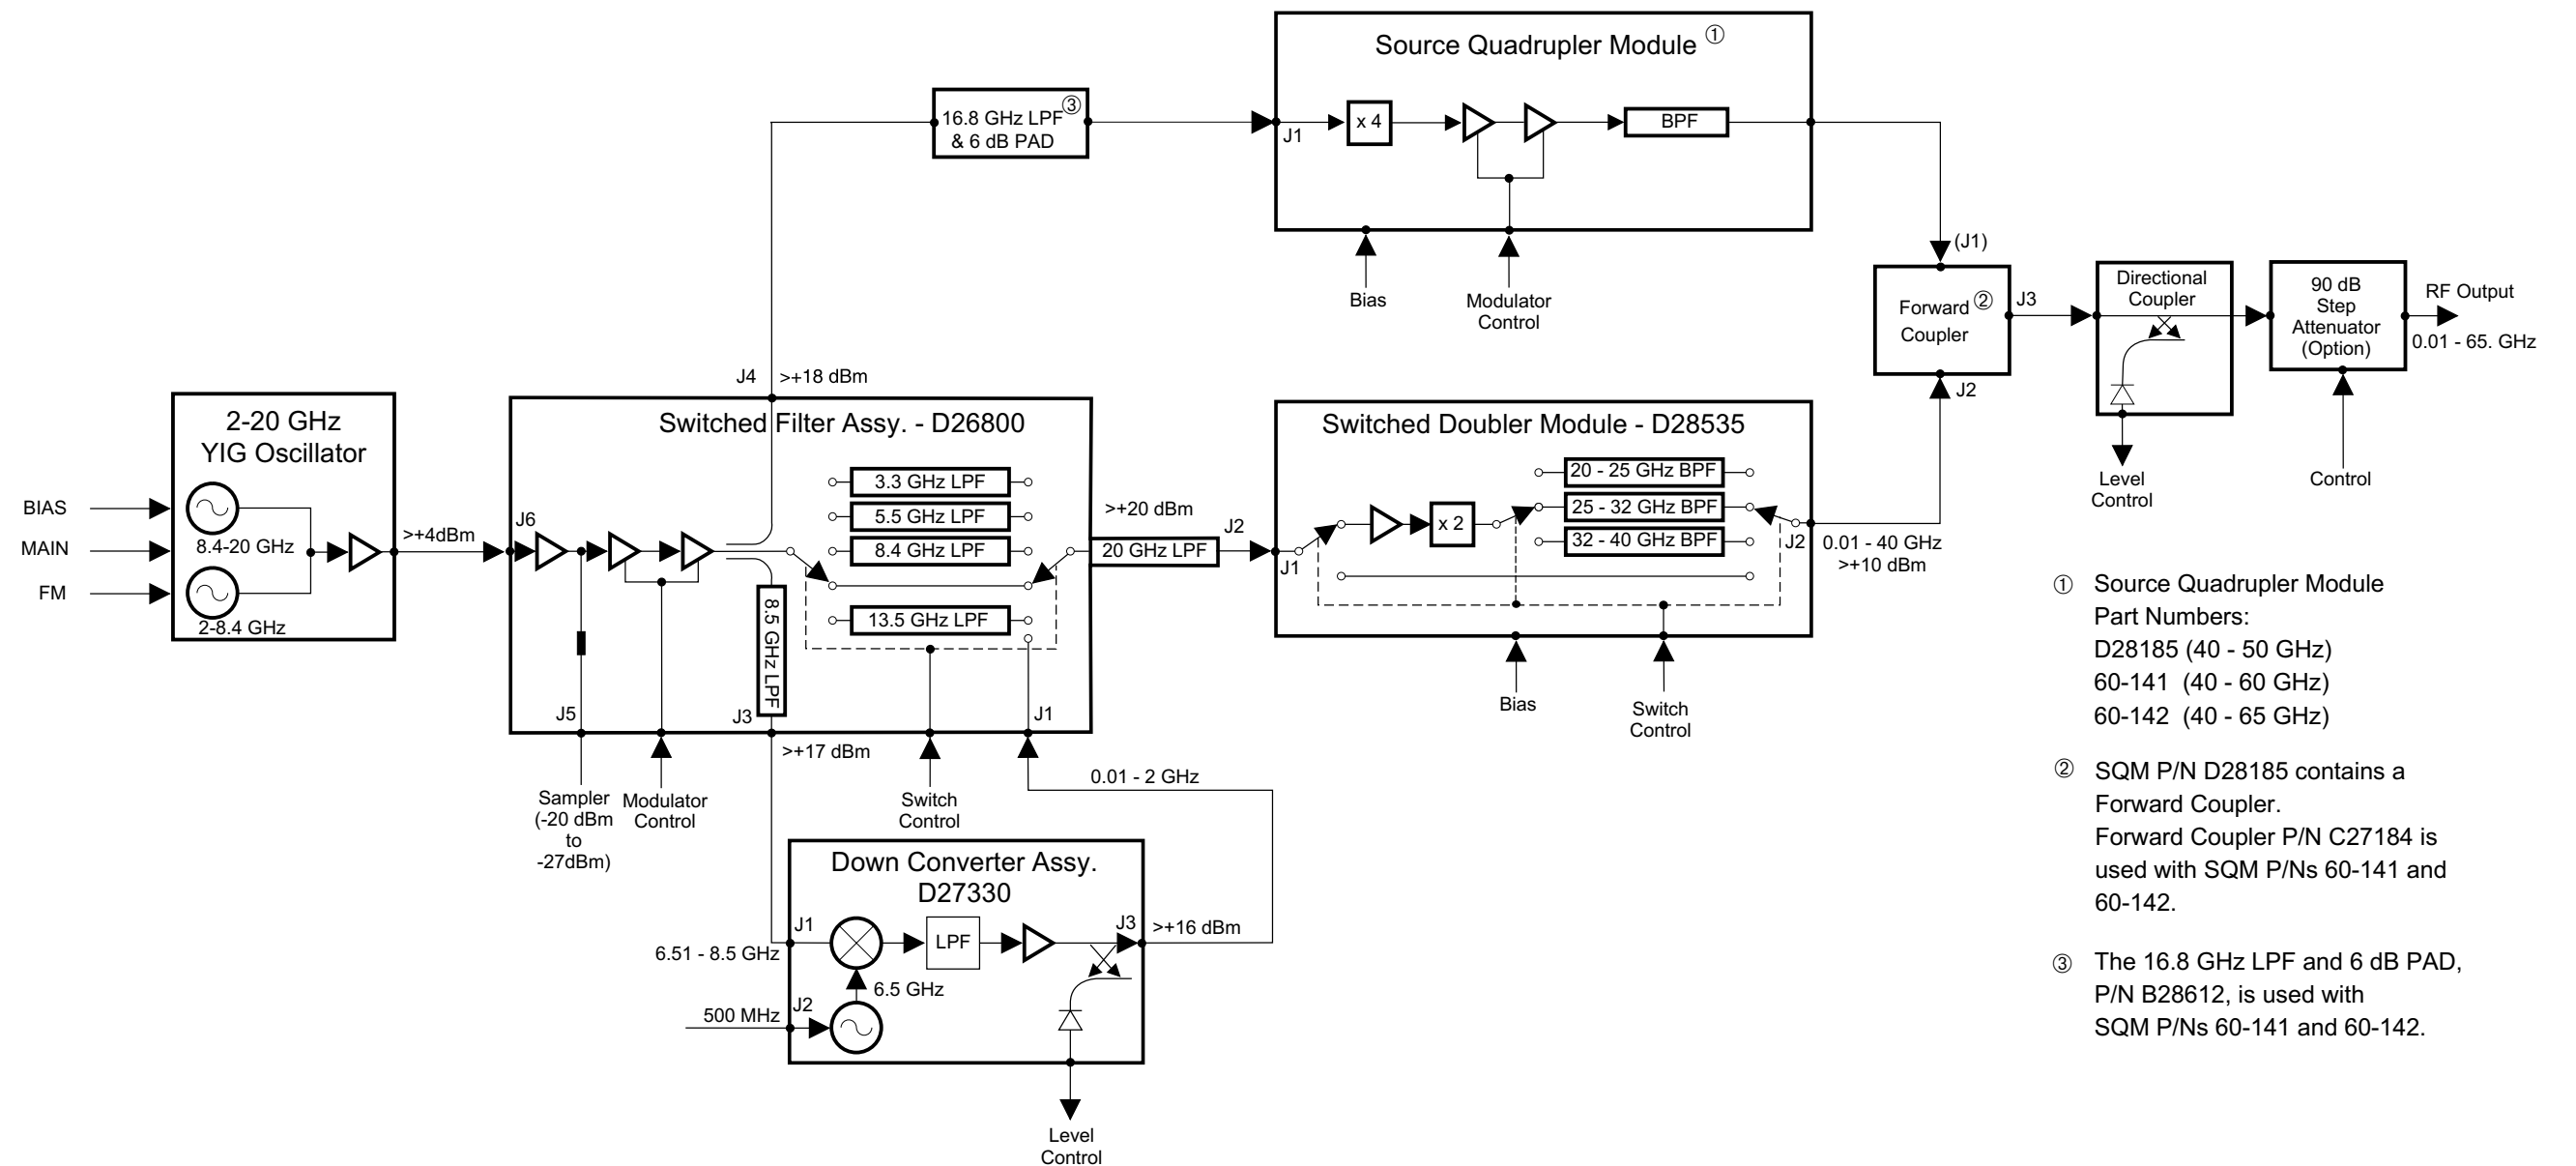 Source Quadrupler Module ①
16.8 GHz LPF ③
& 6 dB PAD
J1
x 4
BPF
Bias
Modulator
Control
(J1)
Forward ②
Coupler
J3
J2
Directional
Coupler
Level
Control
90 dB
Step
Attenuator
(Option)
Control
RF Output
0.01 - 65. GHz
2-20 GHz
YIG Oscillator
BIAS
MAIN
FM
8.4-20 GHz
2-8.4 GHz
>+4dBm
J4
>+18 dBm
Switched Filter Assy. - D26800
J6
3.3 GHz LPF
5.5 GHz LPF
8.4 GHz LPF
13.5 GHz LPF
8.5 GHz LPF
J5
J3
J1
>+17 dBm
Sampler
(-20 dBm
to
-27dBm)
Modulator
Control
Switch
Control
>+20 dBm
J2
20 GHz LPF
Switched Doubler Module - D28535
J1
x 2
20 - 25 GHz BPF
25 - 32 GHz BPF
32 - 40 GHz BPF
J2
0.01 - 40 GHz
>+10 dBm
Bias
Switch
Control
0.01 - 2 GHz
Down Converter Assy.
D27330
J1
6.51 - 8.5 GHz
LPF
J3
>+16 dBm
6.5 GHz
500 MHz
J2
Level
Control
① Source Quadrupler Module
Part Numbers:
D28185 (40 - 50 GHz)
60-141 (40 - 60 GHz)
60-142 (40 - 65 GHz)
② SQM P/N D28185 contains a
Forward Coupler.
Forward Coupler P/N C27184 is
used with SQM P/Ns 60-141 and
60-142.
③ The 16.8 GHz LPF and 6 dB PAD,
P/N B28612, is used with
SQM P/Ns 60-141 and 60-142.